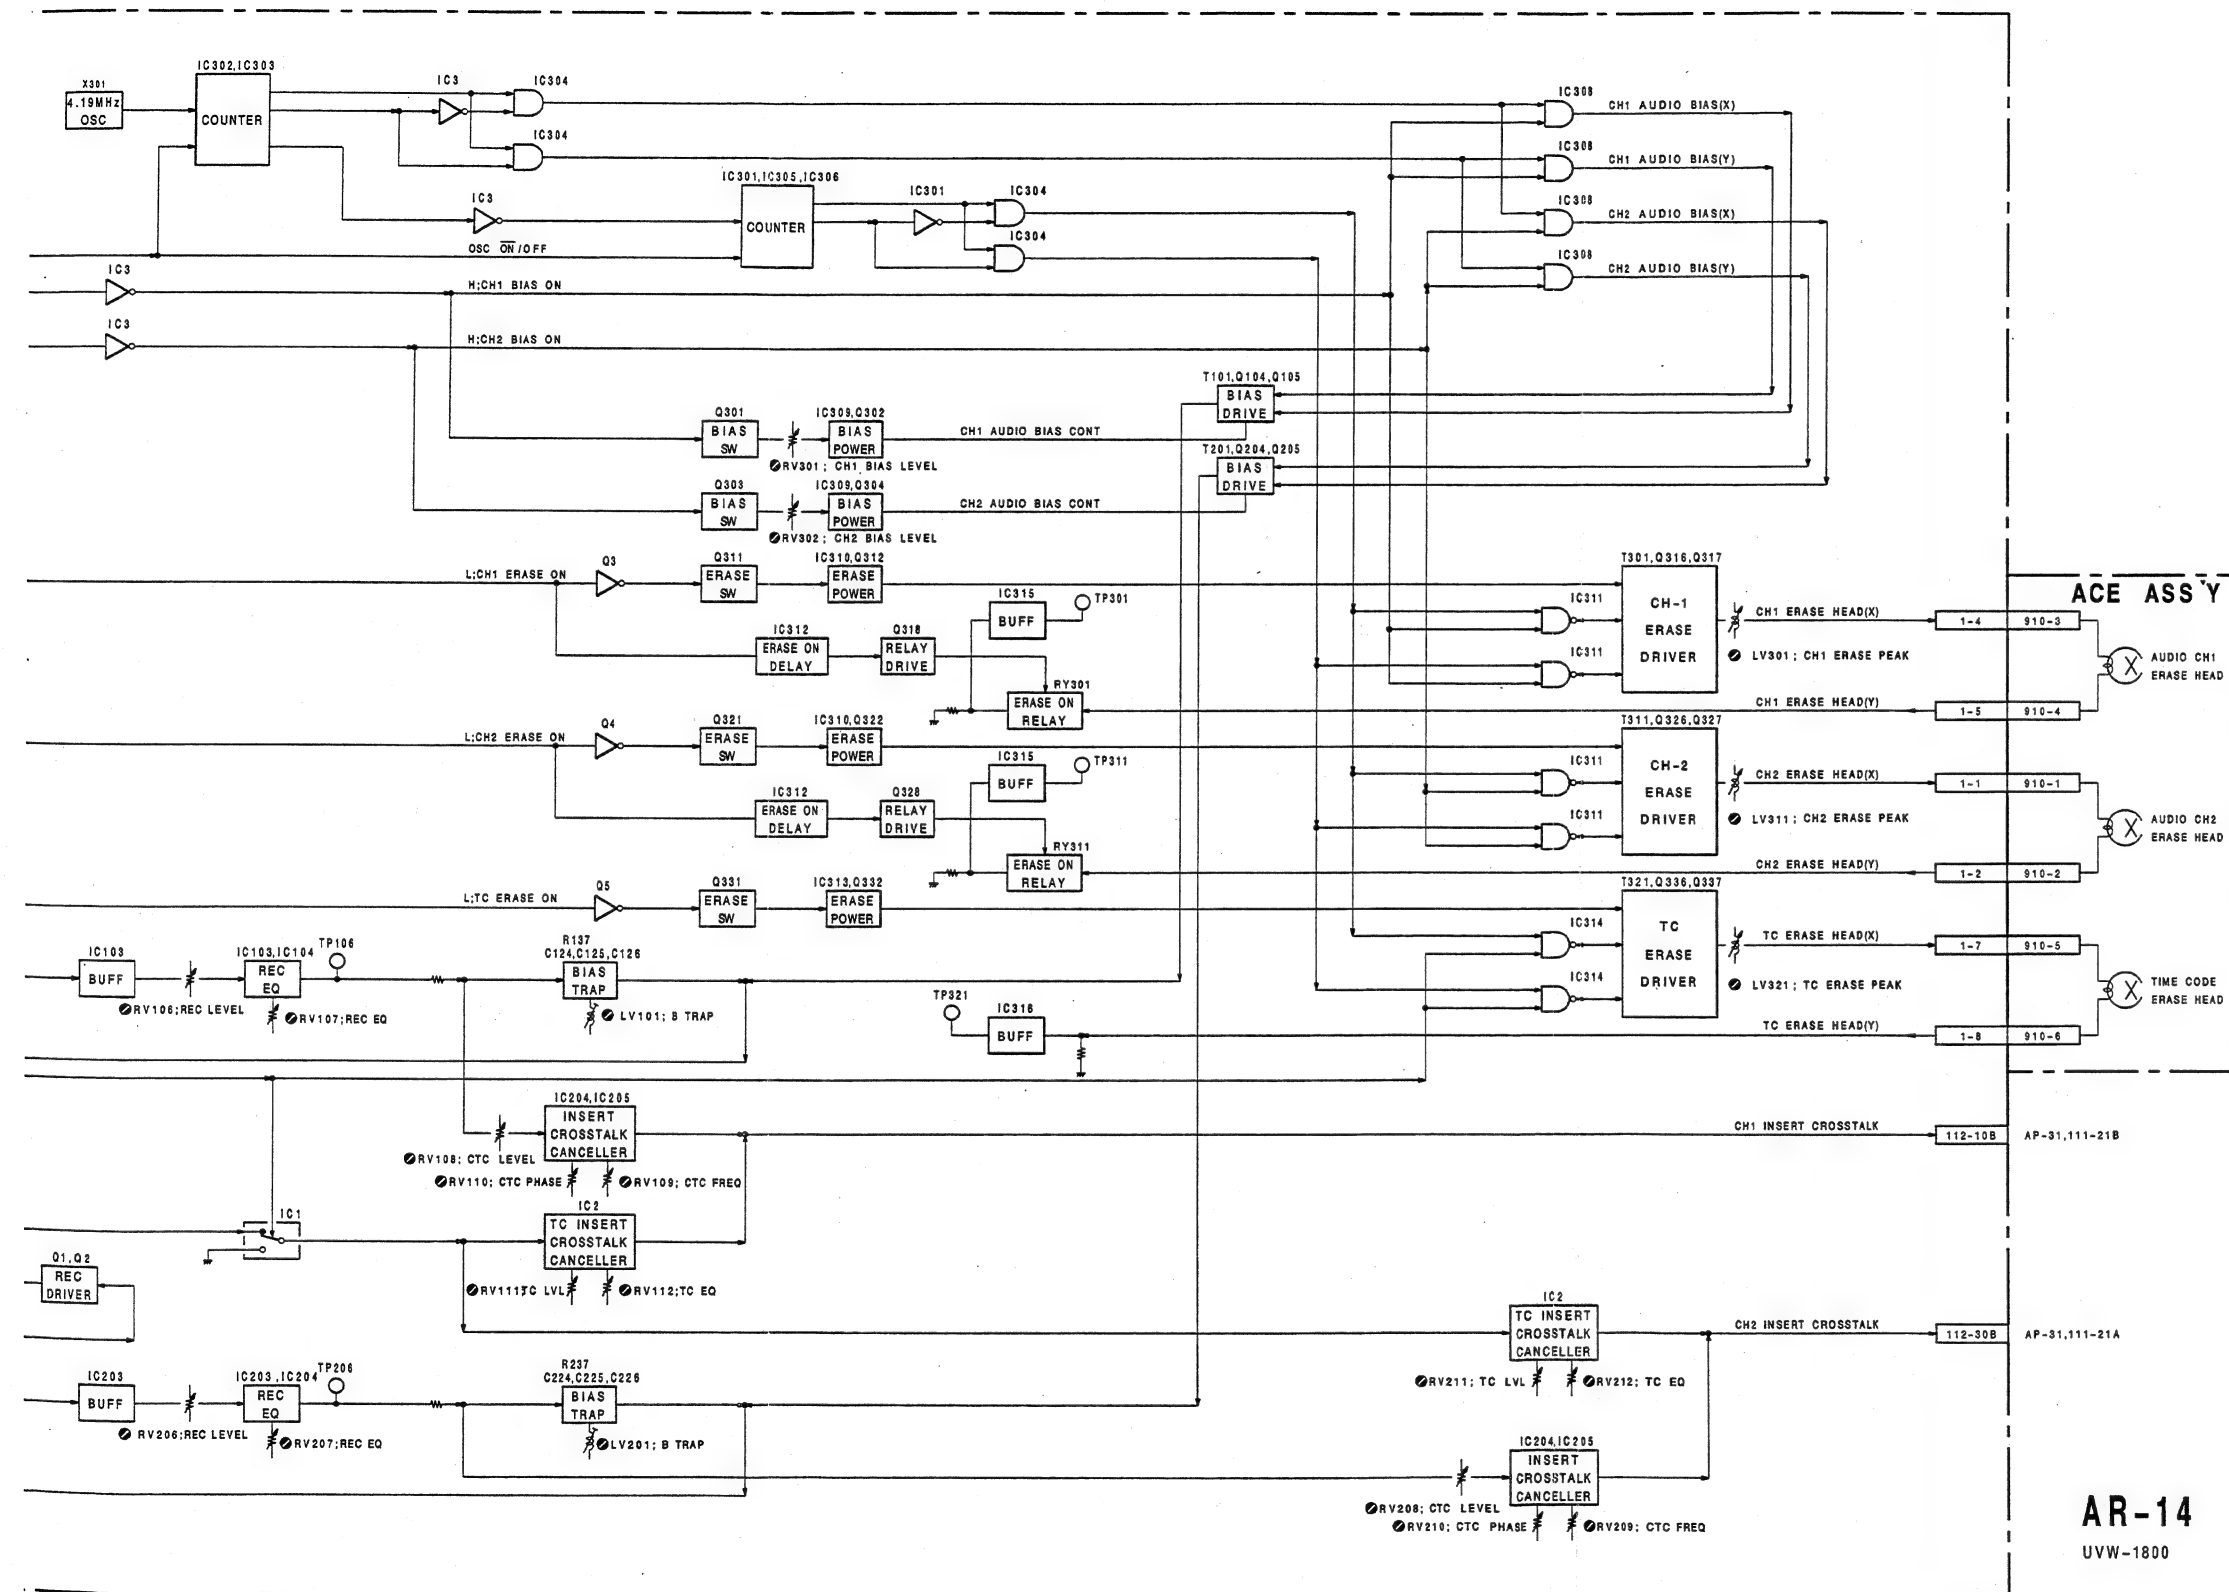 IC302,IC303
X301
4.19MHz
OSC
COUNTER
IC3
IC304
IC304
IC308
CH1 AUDIO BIAS(X)
IC308
CH1 AUDIO BIAS(Y)
IC308
CH2 AUDIO BIAS(X)
IC308
CH2 AUDIO BIAS(Y)
IC301,IC305,IC306
COUNTER
IC3
IC301
IC304
IC304
OSC ON/OFF
IC3
H;CH1 BIAS ON
IC3
H;CH2 BIAS ON
T101,Q104,Q105
BIAS
DRIVE
Q301
BIAS
SW
IC309,Q302
BIAS
POWER
CH1 AUDIO BIAS CONT
RV301; CH1 BIAS LEVEL
T201,Q204,Q205
BIAS
DRIVE
Q303
BIAS
SW
IC309,Q304
BIAS
POWER
CH2 AUDIO BIAS CONT
RV302; CH2 BIAS LEVEL
L;CH1 ERASE ON
Q3
Q311
ERASE
SW
IC310,Q312
ERASE
POWER
T301,Q316,Q317
CH-1
ERASE
DRIVER
IC311
IC311
IC315
BUFF
TP301
IC312
ERASE ON
DELAY
Q318
RELAY
DRIVE
RY301
ERASE ON
RELAY
CH1 ERASE HEAD(X)
LV301; CH1 ERASE PEAK
CH1 ERASE HEAD(Y)
ACE ASS'Y
1-4
910-3
1-5
910-4
AUDIO CH1
ERASE HEAD
L;CH2 ERASE ON
Q4
Q321
ERASE
SW
IC310,Q322
ERASE
POWER
T311,Q326,Q327
CH-2
ERASE
DRIVER
IC311
IC311
IC315
BUFF
TP311
IC312
ERASE ON
DELAY
Q328
RELAY
DRIVE
RY311
ERASE ON
RELAY
CH2 ERASE HEAD(X)
LV311; CH2 ERASE PEAK
CH2 ERASE HEAD(Y)
1-1
910-1
1-2
910-2
AUDIO CH2
ERASE HEAD
L;TC ERASE ON
Q5
Q331
ERASE
SW
IC313,Q332
ERASE
POWER
T321,Q336,Q337
TC
ERASE
DRIVER
IC314
IC314
TC ERASE HEAD(X)
LV321; TC ERASE PEAK
TC ERASE HEAD(Y)
1-7
910-5
1-8
910-6
TIME CODE
ERASE HEAD
IC103
BUFF
RV106;REC LEVEL
IC103,IC104
REC
EQ
TP106
RV107;REC EQ
R137
C124,C125,C126
BIAS
TRAP
LV101; B TRAP
TP321
IC316
BUFF
IC204,IC205
INSERT
CROSSTALK
CANCELLER
RV108; CTC LEVEL
RV110; CTC PHASE
RV109; CTC FREQ
CH1 INSERT CROSSTALK
112-10B
AP-31,111-21B
IC1
IC2
TC INSERT
CROSSTALK
CANCELLER
RV111;TC LVL
RV112;TC EQ
Q1,Q2
REC
DRIVER
IC2
TC INSERT
CROSSTALK
CANCELLER
RV211; TC LVL
RV212; TC EQ
CH2 INSERT CROSSTALK
112-30B
AP-31,111-21A
IC203
BUFF
RV206;REC LEVEL
IC203,IC204
REC
EQ
TP206
RV207;REC EQ
R237
C224,C225,C226
BIAS
TRAP
LV201; B TRAP
IC204,IC205
INSERT
CROSSTALK
CANCELLER
RV208; CTC LEVEL
RV210; CTC PHASE
RV209; CTC FREQ
AR-14
UVW-1800